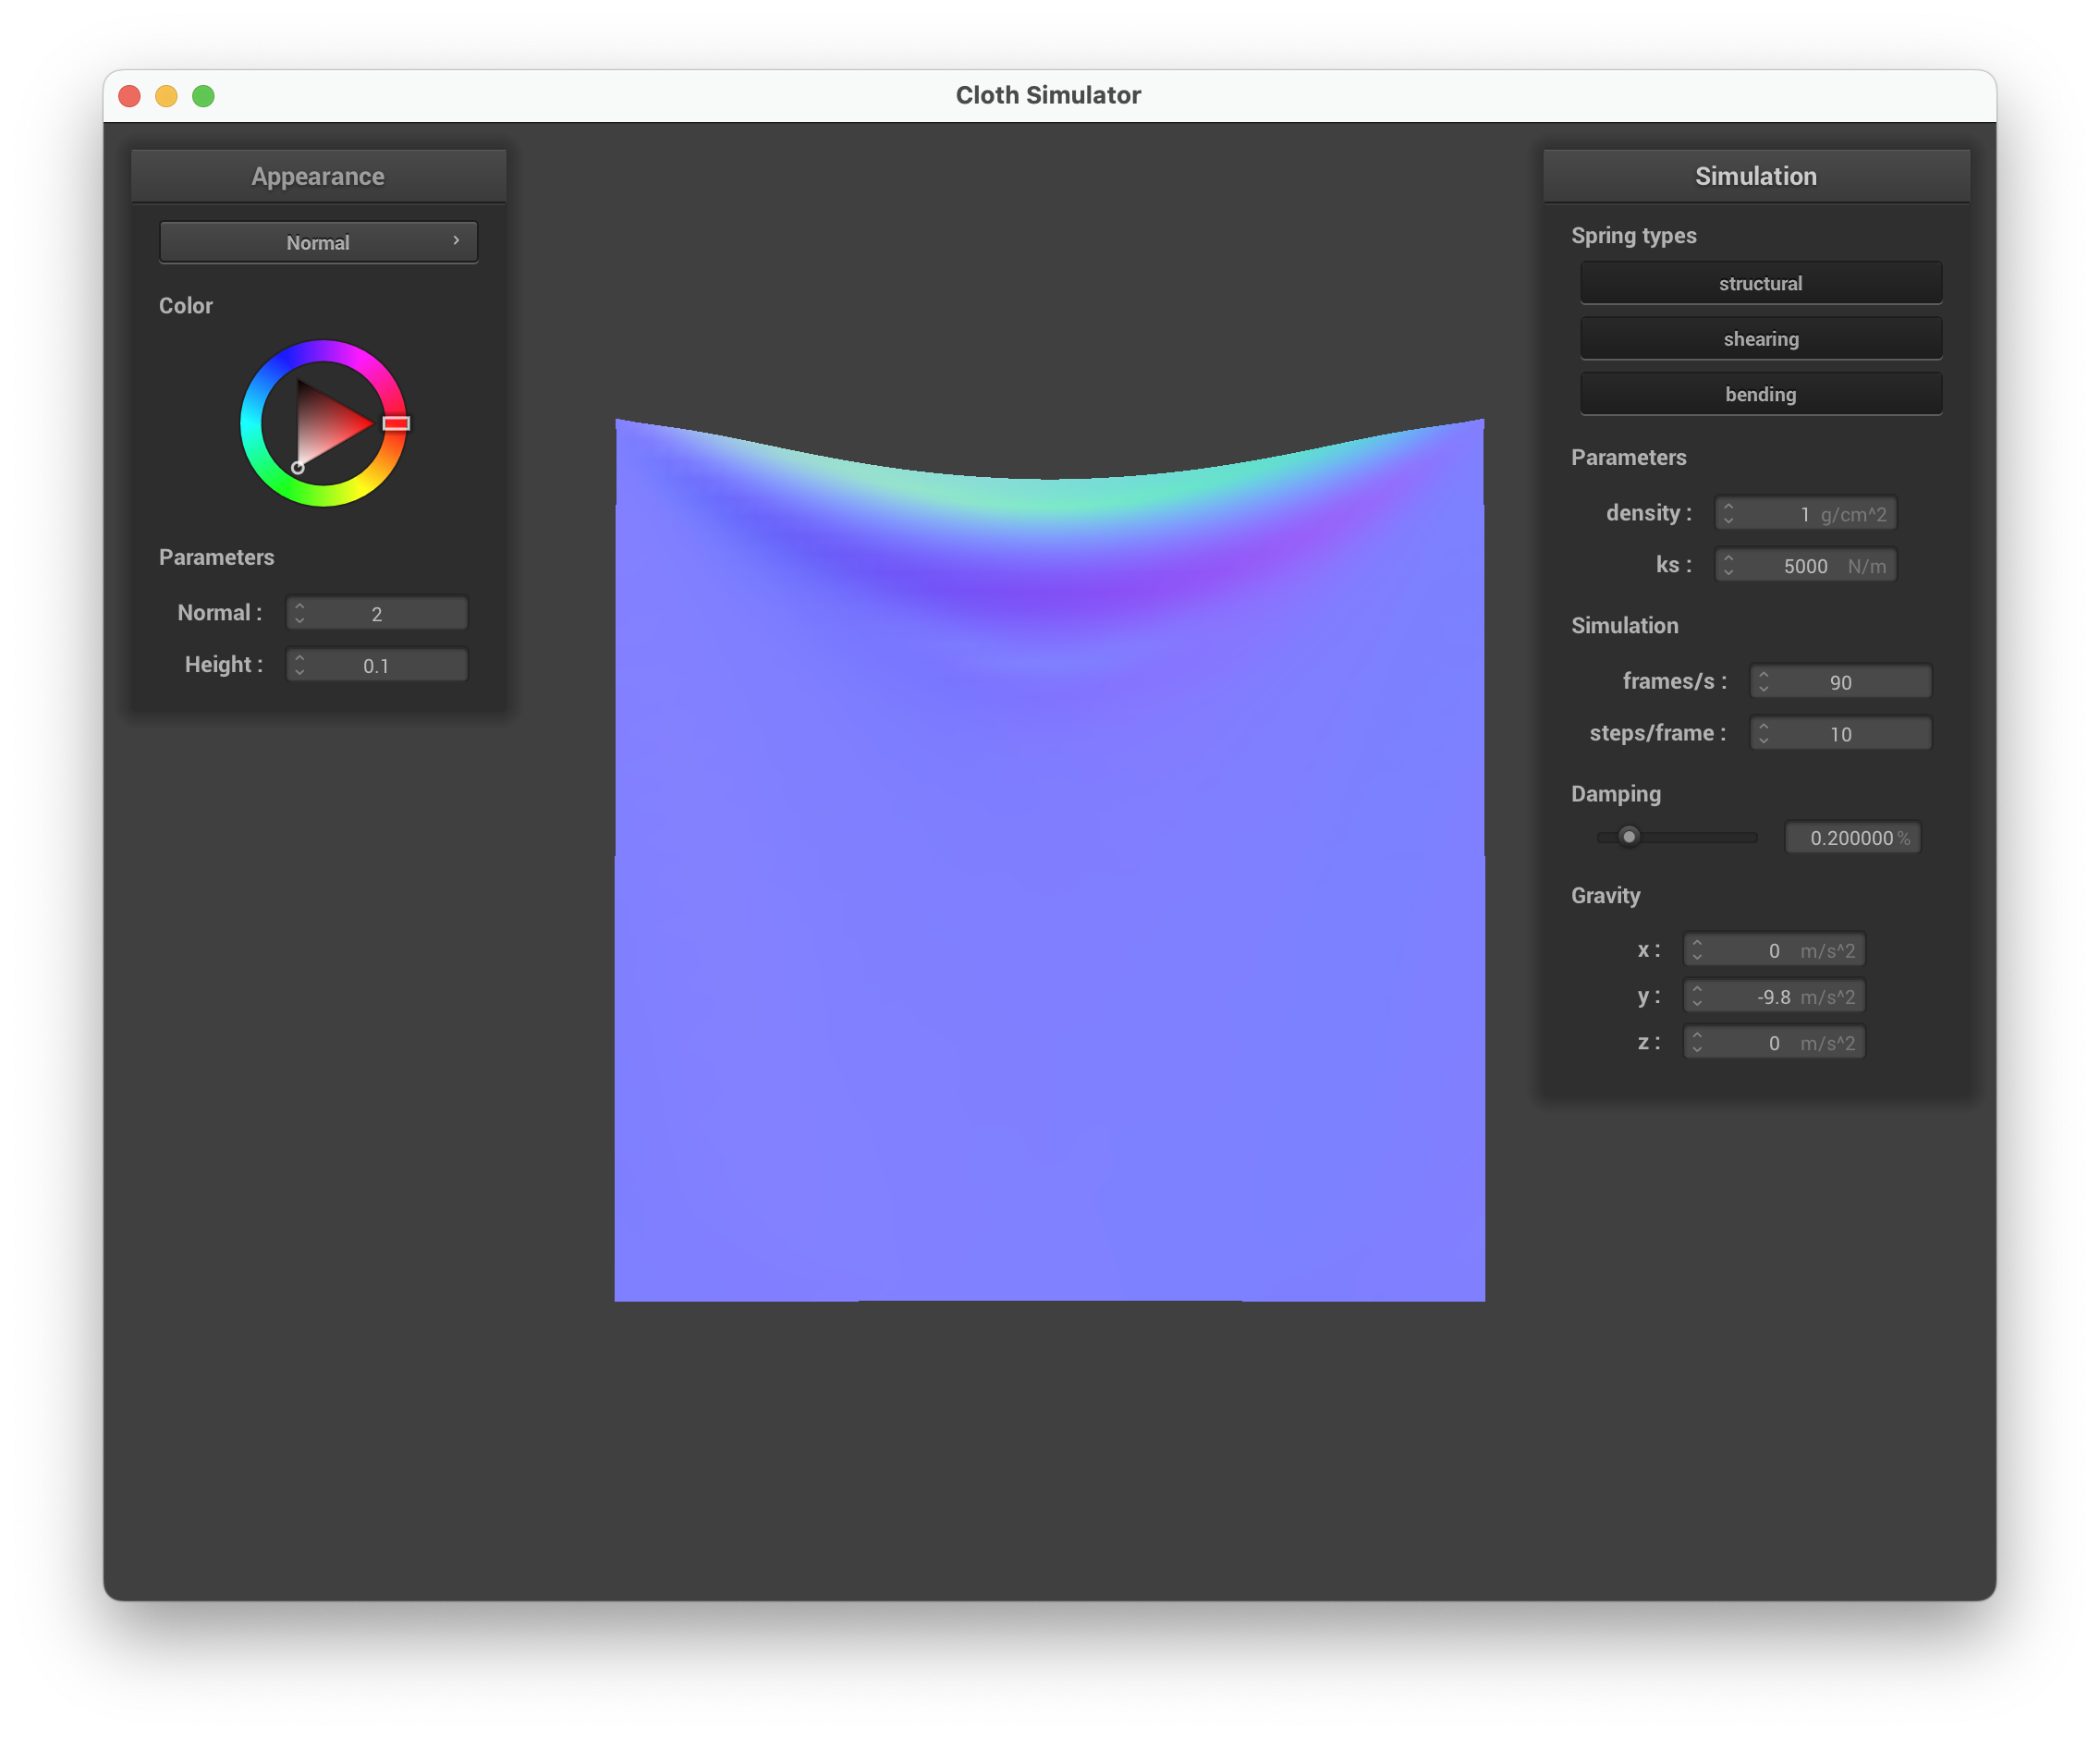 Cloth Simulator
Appearance
Normal ›
Color
Parameters
Normal : 2
Height : 0.1
Simulation
Spring types
structural
shearing
bending
Parameters
density : 1 g/cm^2
ks : 5000 N/m
Simulation
frames/s : 90
steps/frame : 10
Damping
0.200000 %
Gravity
x : 0 m/s^2
y : -9.8 m/s^2
z : 0 m/s^2